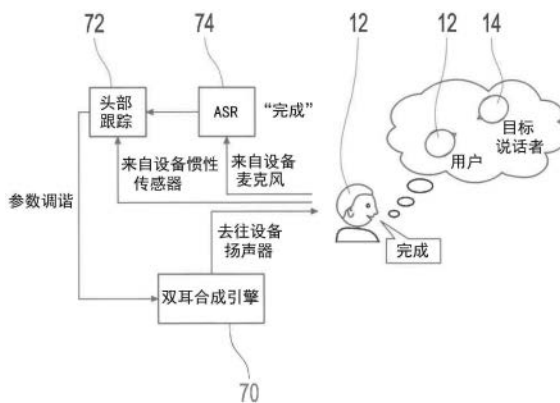 72
74
12
12
14
头部
跟踪
ASR
“完成”
目标
说话者
用户
来自设备惯性
传感器
来自设备
麦克风
参数调谐
去往设备
扬声器
完成
双耳合成引擎
70